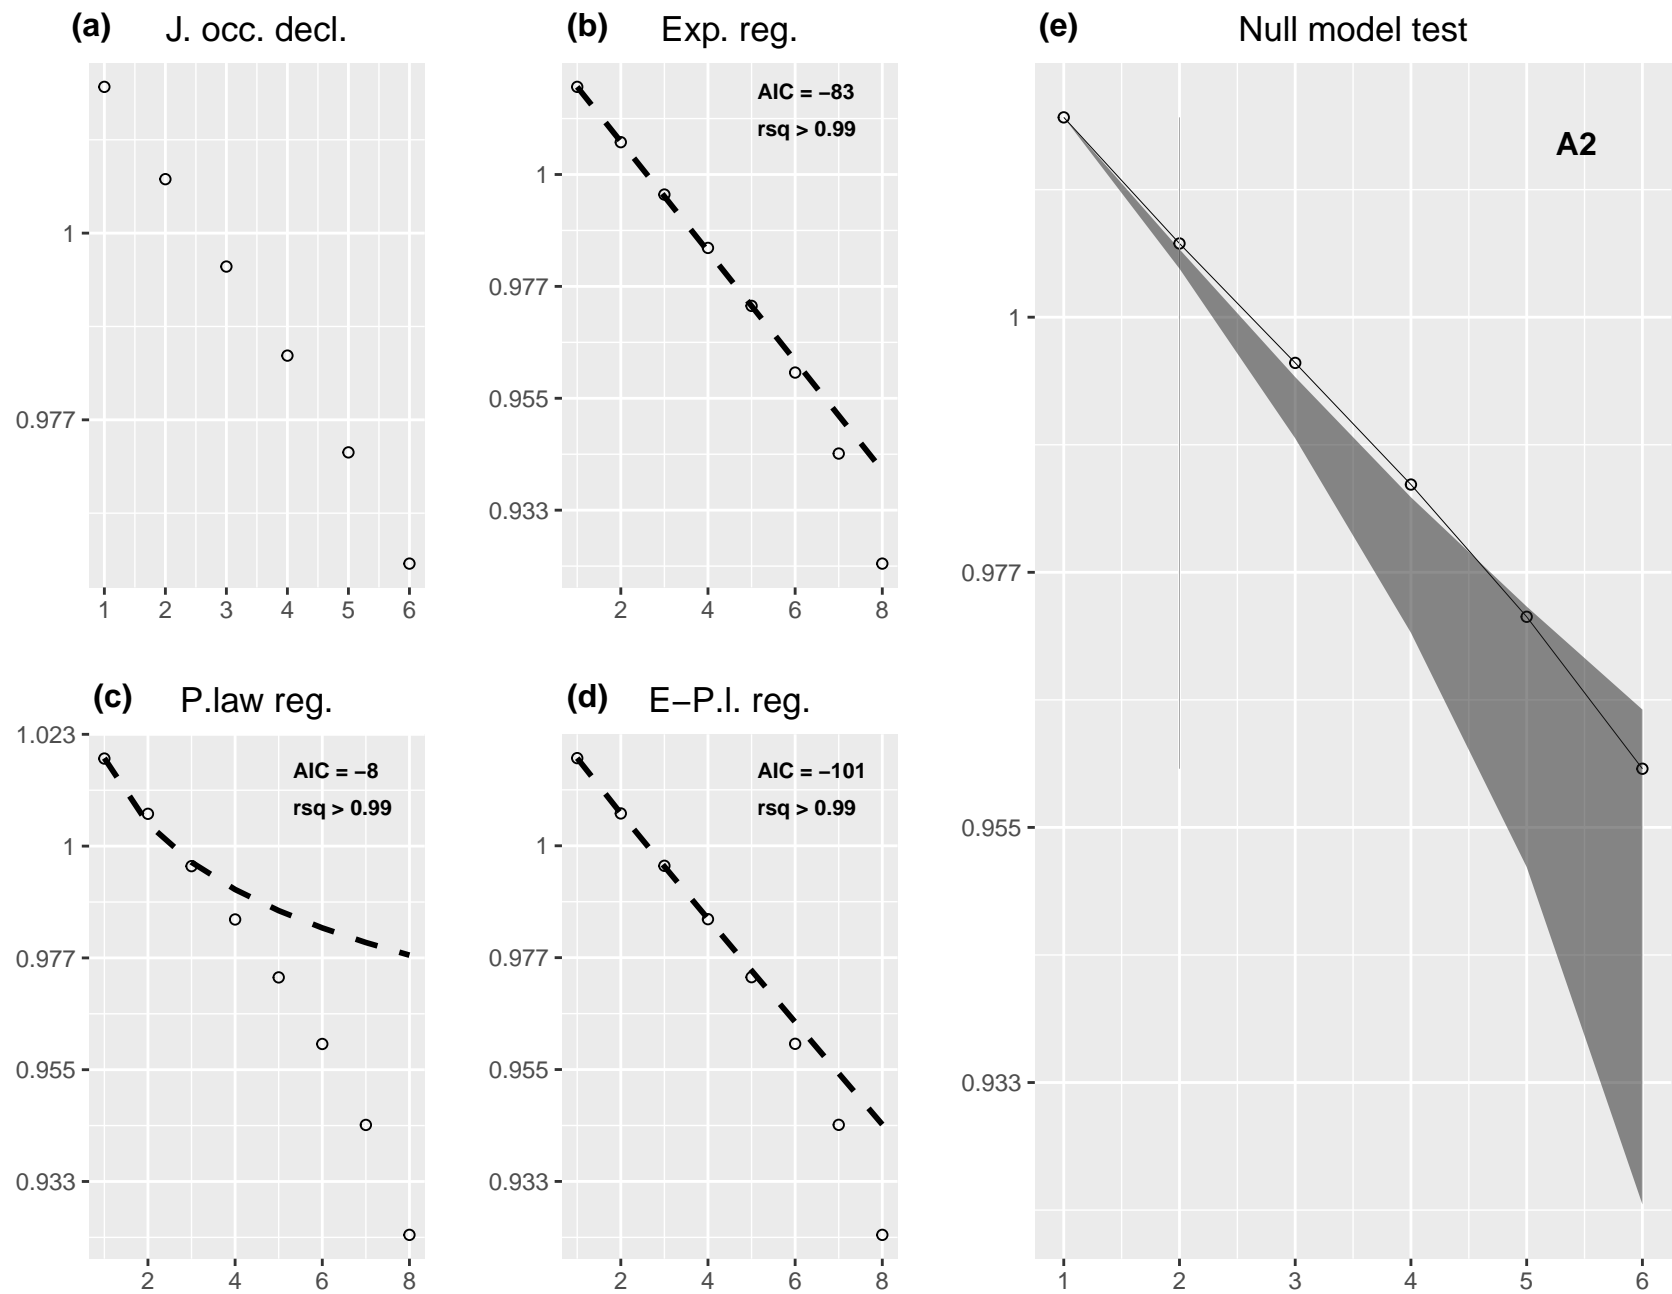 (a) J. occ. decl.
1
0.977
1 2 3 4 5 6
(b) Exp. reg.
AIC = −83
rsq > 0.99
1
0.977
0.955
0.933
2 4 6 8
(c) P.law reg.
1.023
AIC = −8
rsq > 0.99
1
0.977
0.955
0.933
2 4 6 8
(d) E−P.l. reg.
AIC = −101
rsq > 0.99
1
0.977
0.955
0.933
2 4 6 8
(e) Null model test
A2
1
0.977
0.955
0.933
1 2 3 4 5 6